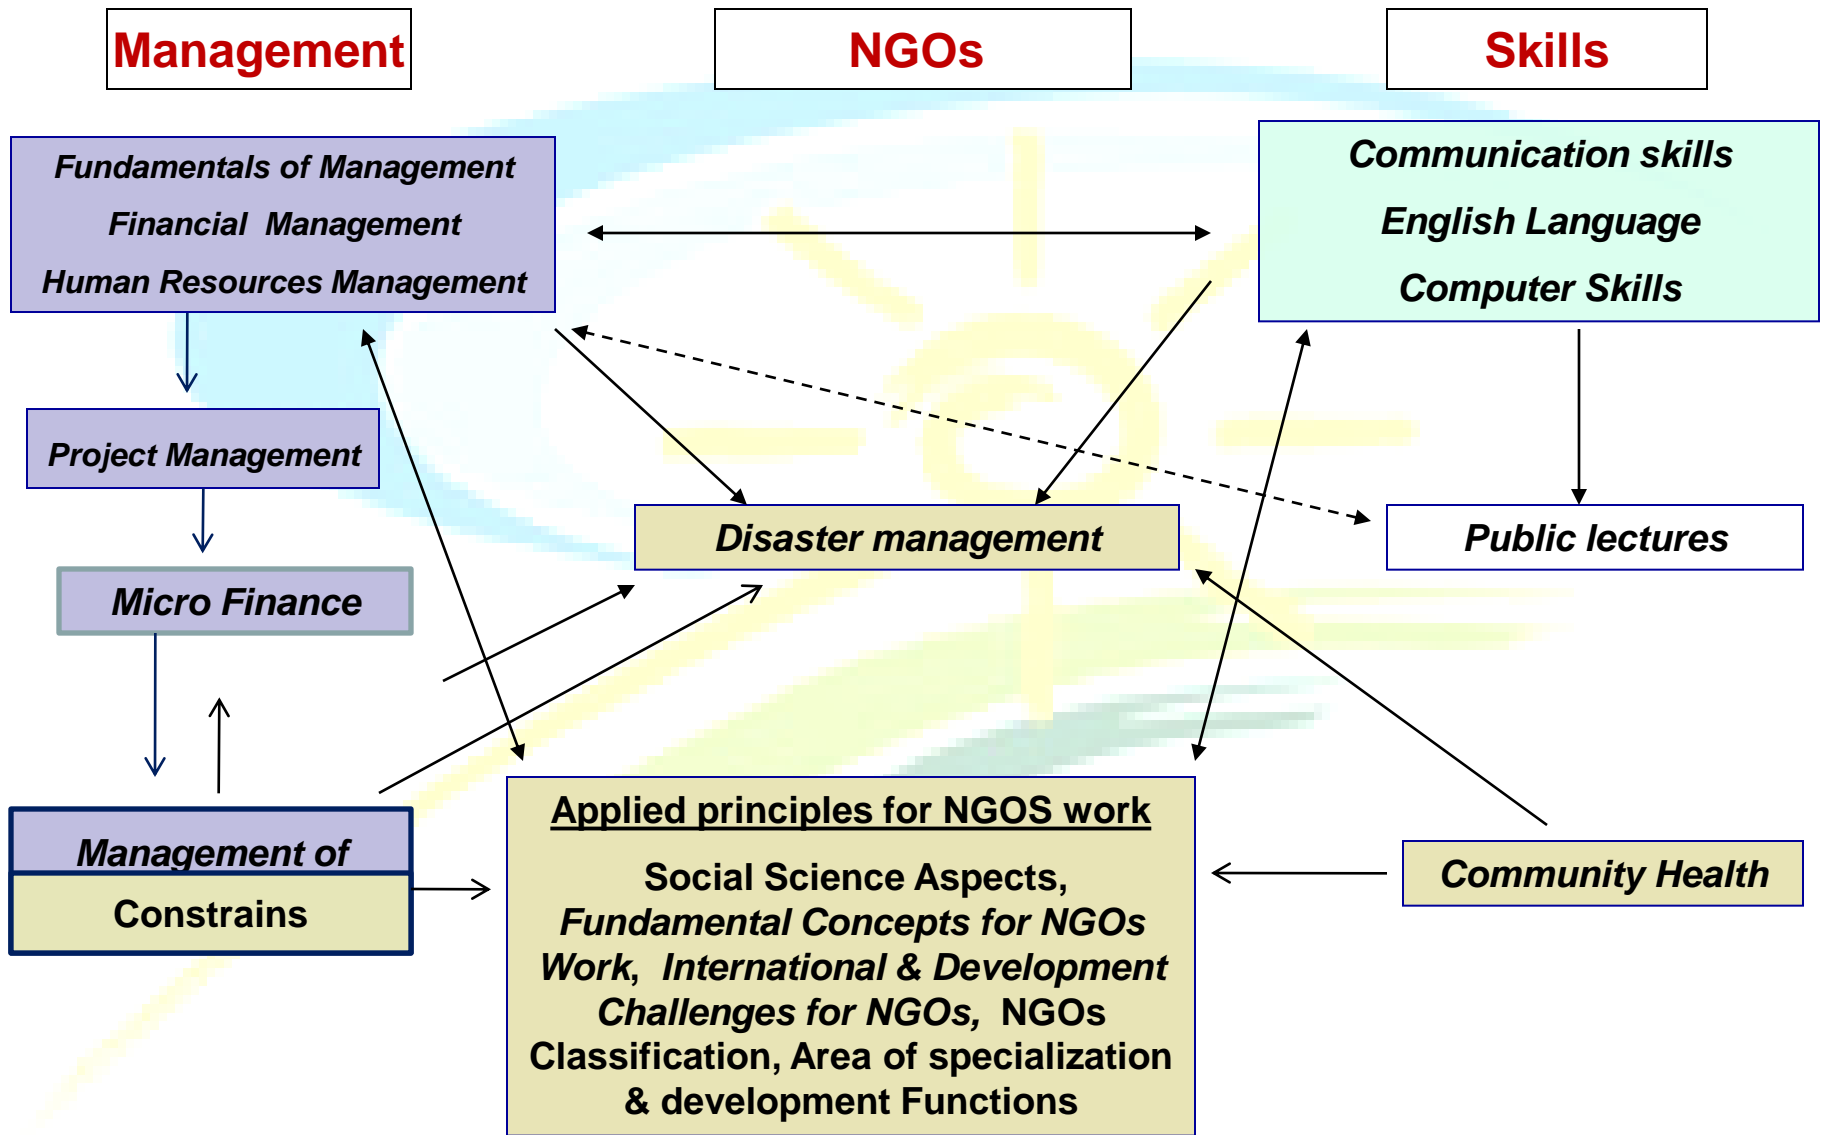 Management
NGOs
Skills
Fundamentals of Management
Financial Management
Human Resources Management
Communication skills
English Language
Computer Skills
Project Management
Disaster management
Public lectures
Micro Finance
Management of
Constrains
Applied principles for NGOS work
Social Science Aspects,
Fundamental Concepts for NGOs
Work, International & Development
Challenges for NGOs, NGOs
Classification, Area of specialization
& development Functions
Community Health